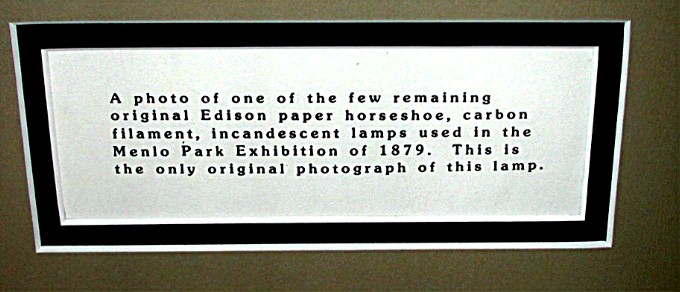 A photo of one of the few remaining
original Edison paper horseshoe, carbon
filament, incandescent lamps used in the
Menlo Park Exhibition of 1879. This is
the only original photograph of this lamp.